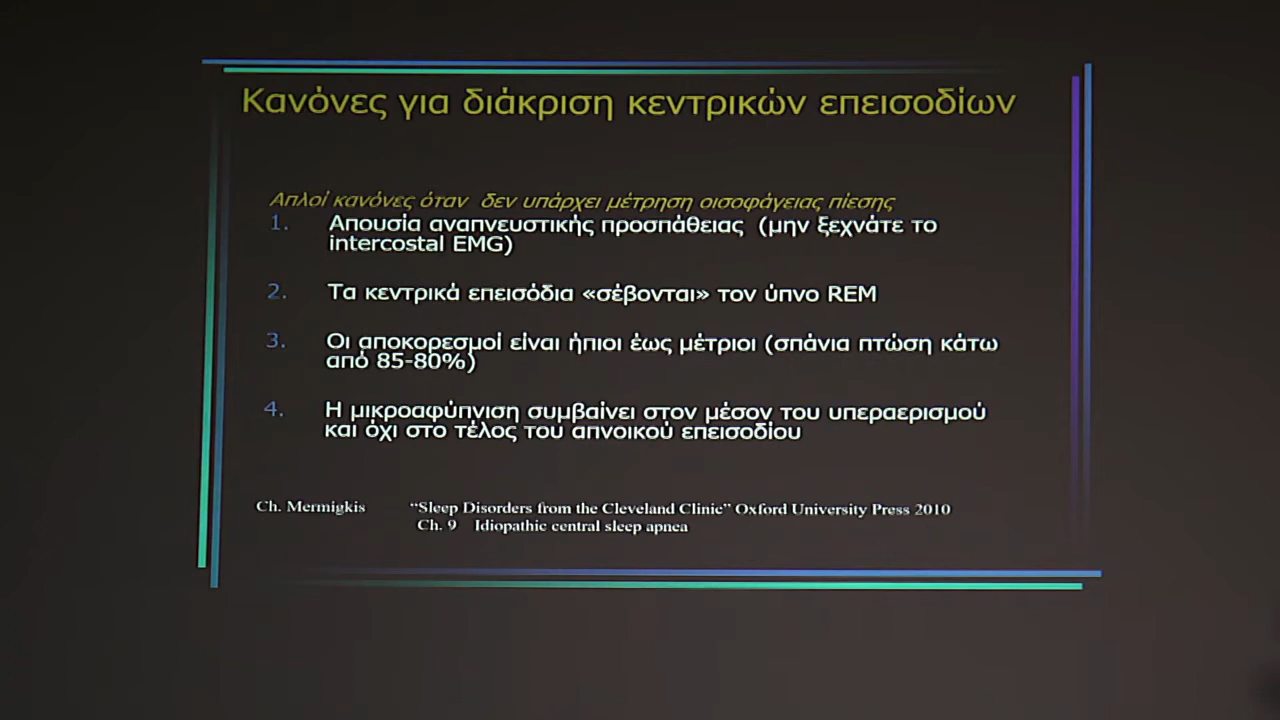 Κανόνες για διάκριση κεντρικών επεισοδίων
Απλοί κανόνες όταν δεν υπάρχει μέτρηση οισοφάγειας πίεσης
1. Απουσία αναπνευστικής προσπάθειας (μην ξεχνάτε το
intercostal EMG)
2. Τα κεντρικά επεισόδια «σέβονται» τον ύπνο REM
3. Οι αποκορεσμοί είναι ήπιοι έως μέτριοι (σπάνια πτώση κάτω
από 85-80%)
4. Η μικροαφύπνιση συμβαίνει στον μέσον του υπεραερισμού
και όχι στο τέλος του απνοικού επεισοδίου
Ch. Mermigkis “Sleep Disorders from the Cleveland Clinic” Oxford University Press 2010
Ch. 9 Idiopathic central sleep apnea